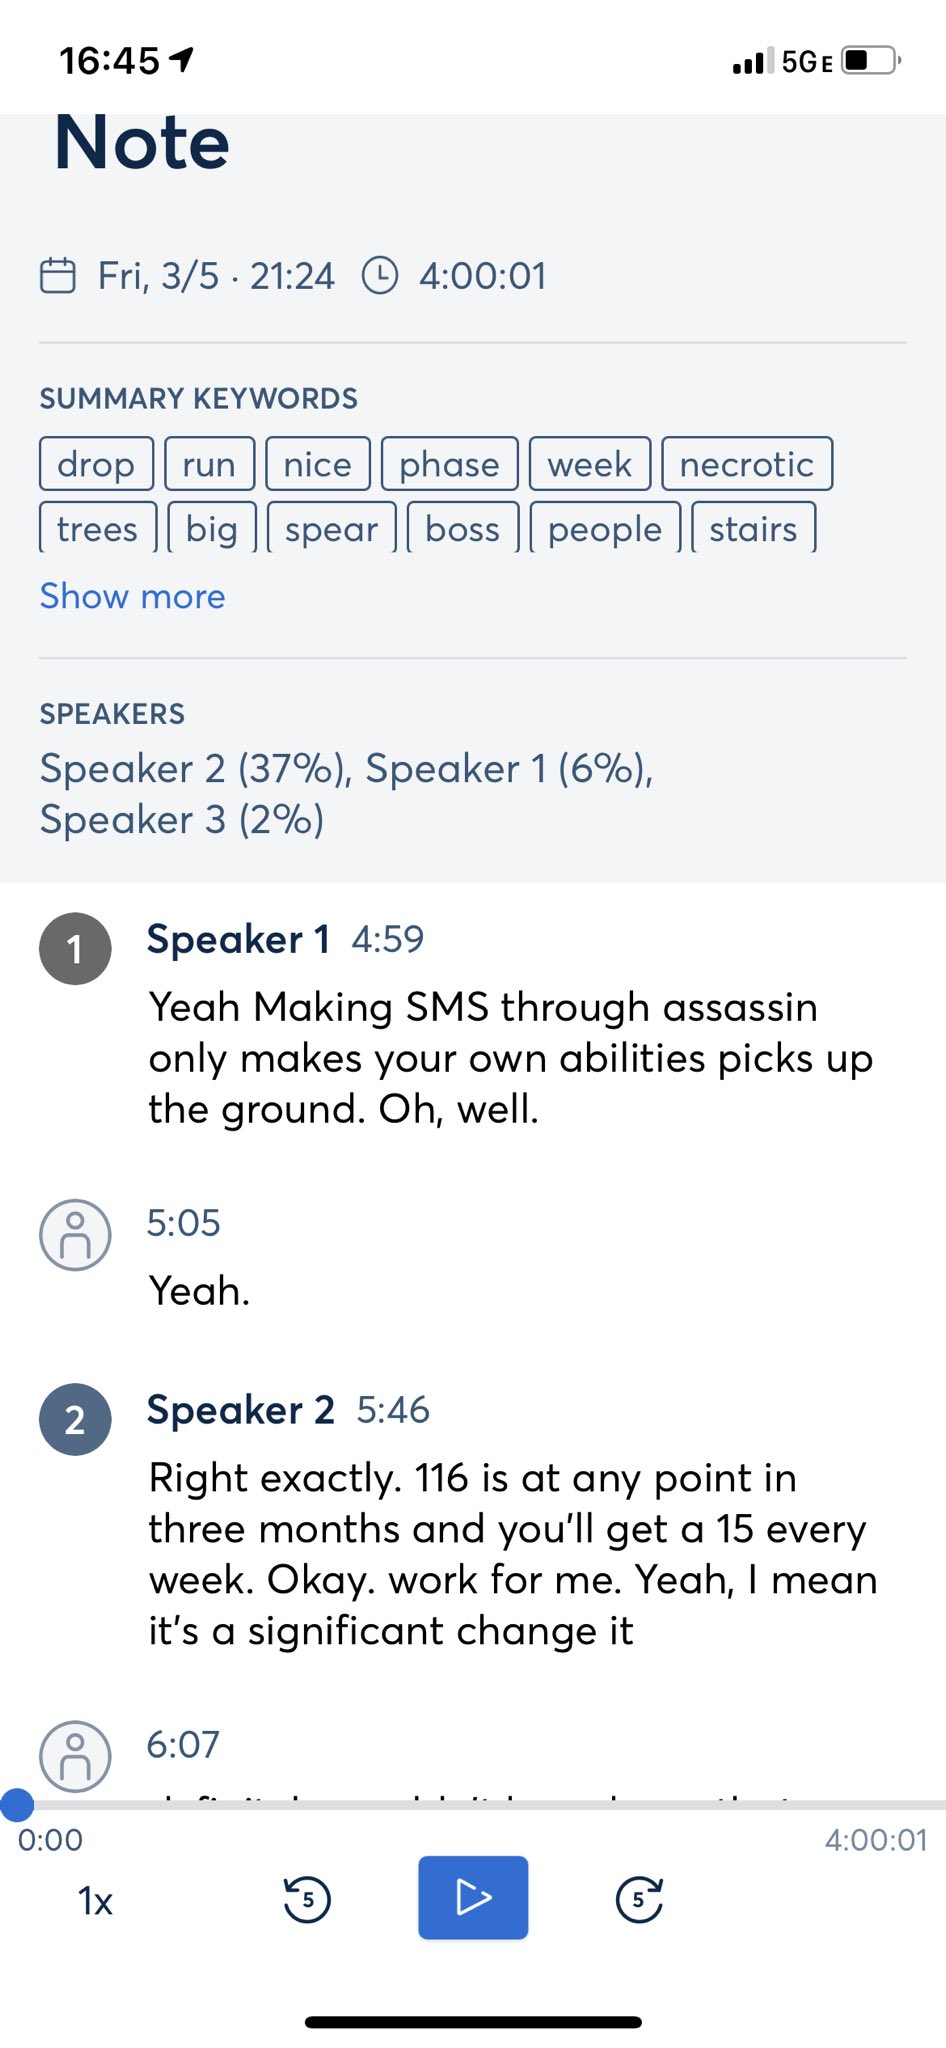 16:45
5GE
Note
Fri, 3/5 · 21:24 4:00:01
SUMMARY KEYWORDS
drop run nice phase week necrotic
trees big spear boss people stairs
Show more
SPEAKERS
Speaker 2 (37%), Speaker 1 (6%),
Speaker 3 (2%)
1 Speaker 1 4:59
Yeah Making SMS through assassin
only makes your own abilities picks up
the ground. Oh, well.
5:05
Yeah.
2 Speaker 2 5:46
Right exactly. 116 is at any point in
three months and you'll get a 15 every
week. Okay. work for me. Yeah, I mean
it's a significant change it
6:07
0:00 4:00:01
1x 5 5